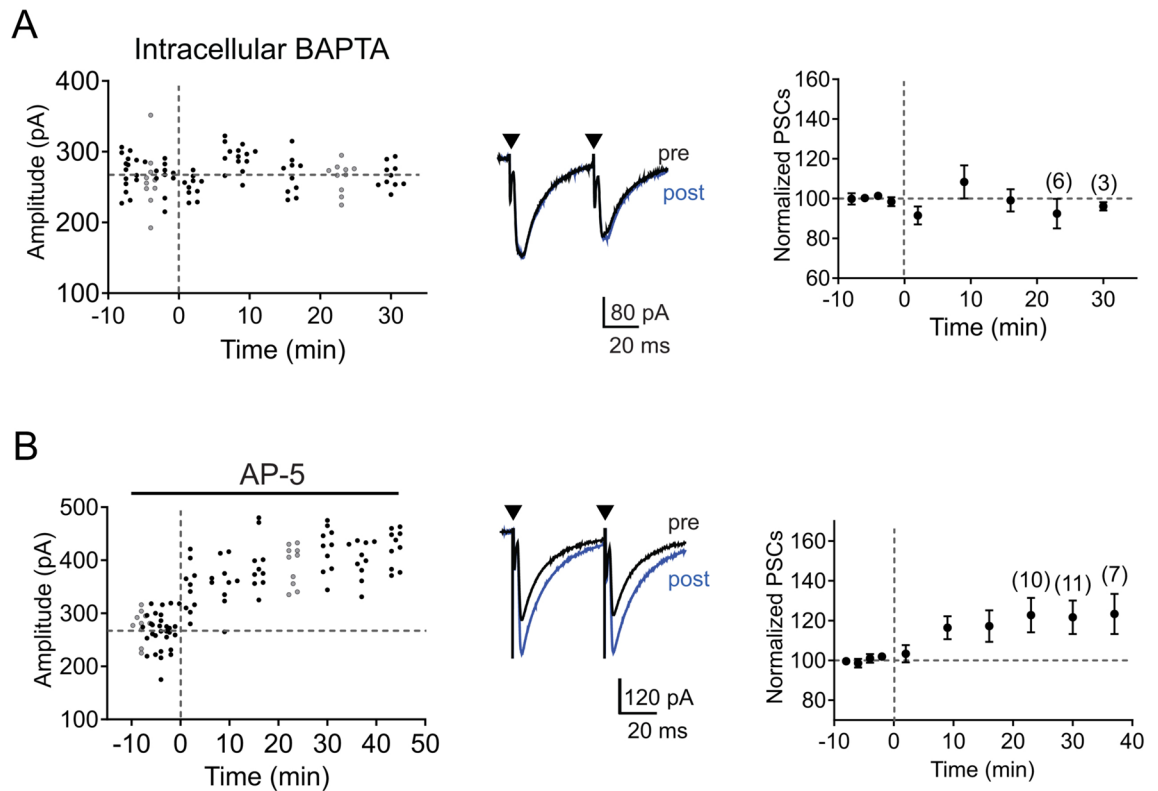 A
Intracellular BAPTA
Amplitude (pA)
400
300
200
100
-10 0 10 20 30
Time (min)
pre
post
80 pA
20 ms
Normalized PSCs
160
140
120
100
80
60
(6) (3)
-10 0 10 20 30
Time (min)
B
AP-5
Amplitude (pA)
500
400
300
200
100
-10 0 10 20 30 40 50
Time (min)
pre
post
120 pA
20 ms
Normalized PSCs
160
140
120
100
80
(10) (11) (7)
-10 0 10 20 30 40
Time (min)